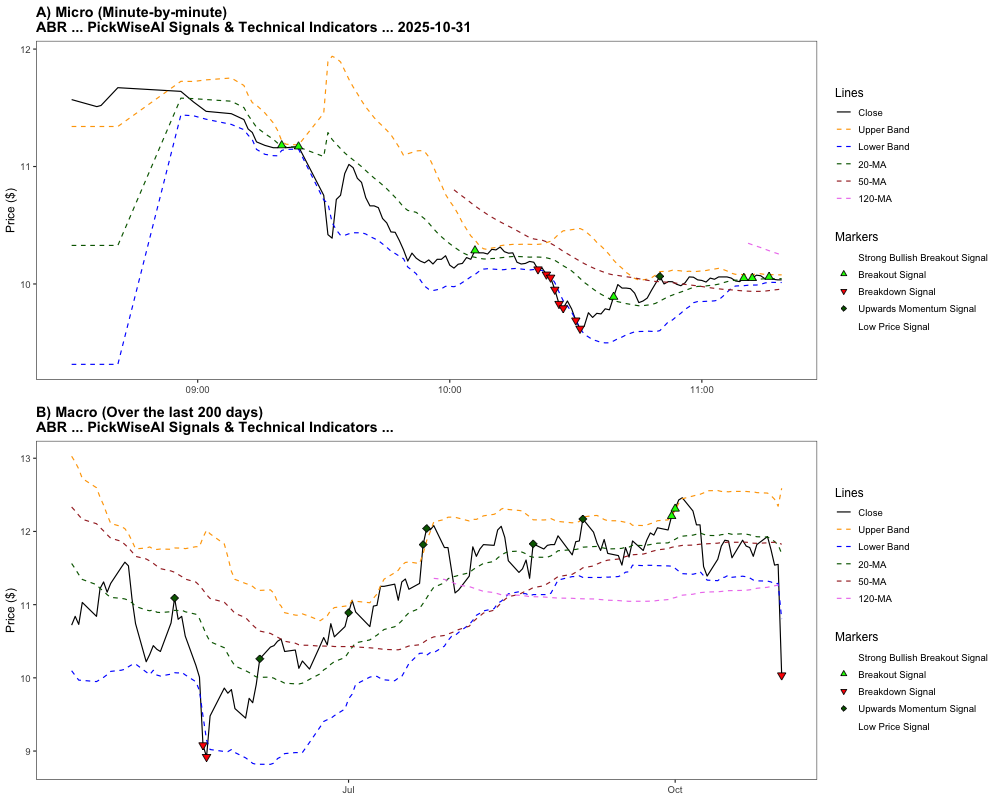 A) Micro (Minute-by-minute)
ABR ... PickWiseAI Signals & Technical Indicators ... 2025-10-31
Price ($)
12
11
10
09:00
10:00
11:00
Lines
Close
Upper Band
Lower Band
20-MA
50-MA
120-MA
Markers
Strong Bullish Breakout Signal
Breakout Signal
Breakdown Signal
Upwards Momentum Signal
Low Price Signal
B) Macro (Over the last 200 days)
ABR ... PickWiseAI Signals & Technical Indicators ...
Price ($)
13
12
11
10
9
Jul
Oct
Lines
Close
Upper Band
Lower Band
20-MA
50-MA
120-MA
Markers
Strong Bullish Breakout Signal
Breakout Signal
Breakdown Signal
Upwards Momentum Signal
Low Price Signal